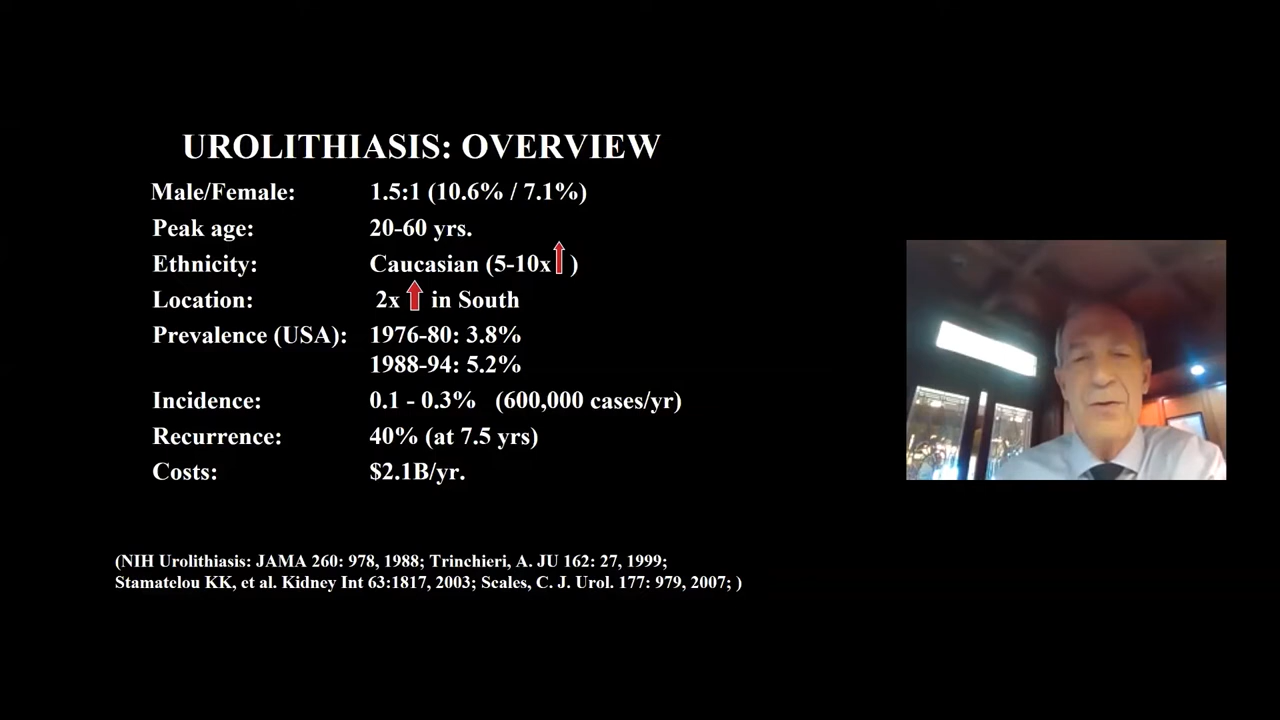 UROLITHIASIS: OVERVIEW
Male/Female: 1.5:1 (10.6% / 7.1%)
Peak age: 20-60 yrs.
Ethnicity: Caucasian (5-10x )
Location: 2x in South
Prevalence (USA): 1976-80: 3.8%
1988-94: 5.2%
Incidence: 0.1 - 0.3% (600,000 cases/yr)
Recurrence: 40% (at 7.5 yrs)
Costs: $2.1B/yr.
(NIH Urolithiasis: JAMA 260: 978, 1988; Trinchieri, A. JU 162: 27, 1999;
Stamatelou KK, et al. Kidney Int 63:1817, 2003; Scales, C. J. Urol. 177: 979, 2007; )